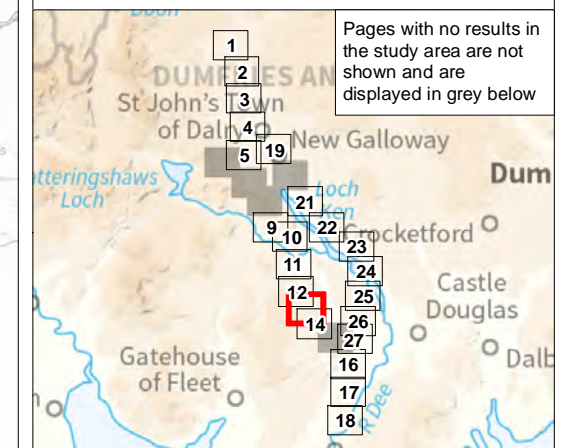 Doon
Pages with no results in
the study area are not
shown and are
displayed in grey below
1
2
DUMFRIES AN
3
St John's Town
of Dalry
4
5
19
New Galloway
atteringshaws
Loch
Dum
Loch
Ken
21
9
10
22
Crocketford
23
11
24
12
25
Castle
Douglas
14
26
27
Gatehouse
of Fleet
16
Dalb
17
18
R Dee